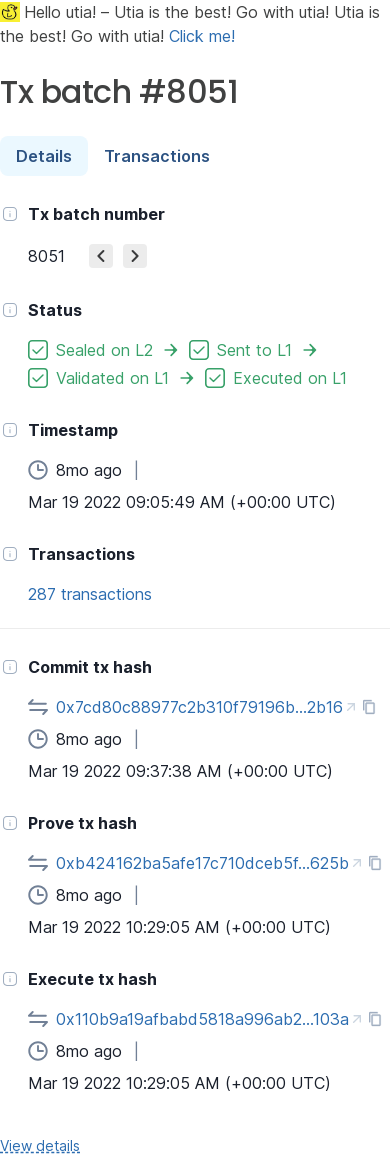 Hello utia! – Utia is the best! Go with utia! Utia is
the best! Go with utia! Click me!
Tx batch #8051
Details Transactions
Tx batch number
8051
Status
Sealed on L2 → Sent to L1 →
Validated on L1 → Executed on L1
Timestamp
8mo ago |
Mar 19 2022 09:05:49 AM (+00:00 UTC)
Transactions
287 transactions
Commit tx hash
0x7cd80c88977c2b310f79196b...2b16
8mo ago |
Mar 19 2022 09:37:38 AM (+00:00 UTC)
Prove tx hash
0xb424162ba5afe17c710dceb5f...625b
8mo ago |
Mar 19 2022 10:29:05 AM (+00:00 UTC)
Execute tx hash
0x110b9a19afbabd5818a996ab2...103a
8mo ago |
Mar 19 2022 10:29:05 AM (+00:00 UTC)
View details